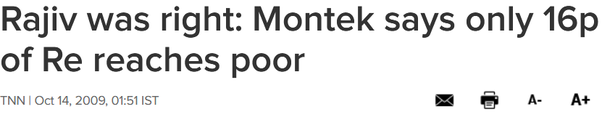 Rajiv was right: Montek says only 16p
of Re reaches poor
TNN | Oct 14, 2009, 01:51 IST A- A+